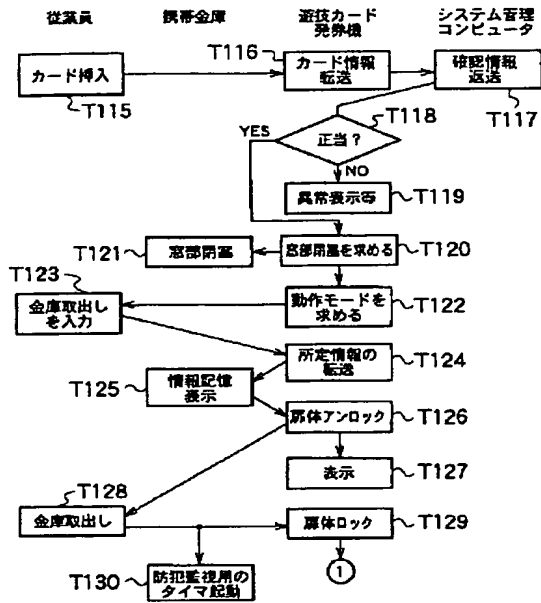 従業員
携帯金庫
遊技カード
発券機
システム管理
コンピュータ
カード挿入
T115
T116
カード情報
転送
確認情報
返送
T117
正当?
T118
YES
NO
異常表示等
T119
T121
窓部閉塞
窓部閉塞を求める
T120
T123
金庫取出し
を入力
動作モードを
求める
T122
所定情報の
転送
T124
T125
情報記憶
表示
扉体アンロック
T126
表示
T127
T128
金庫取出し
扉体ロック
T129
T130
防犯監視用の
タイマ起動
1